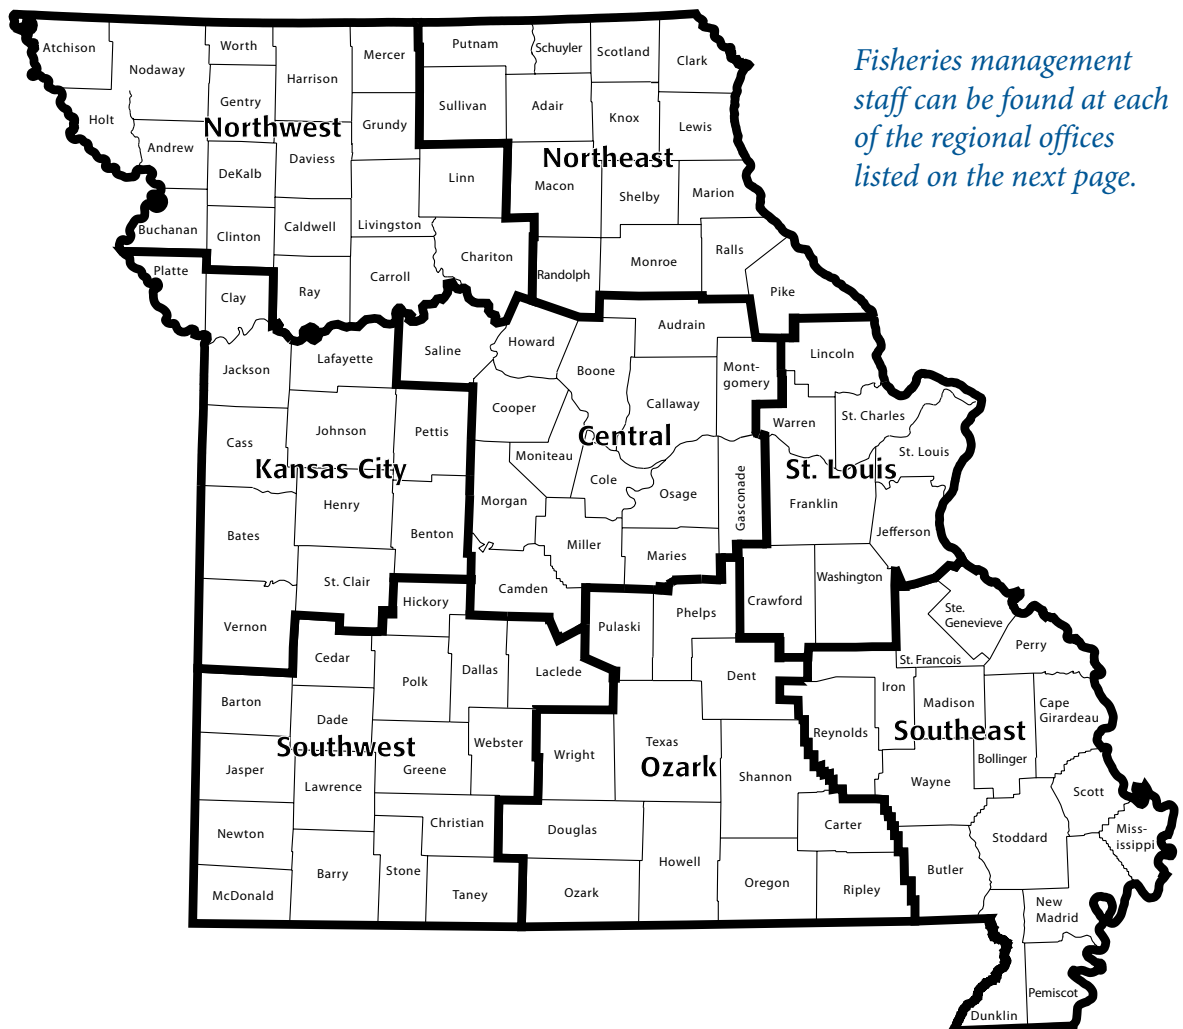 Fisheries management
staff can be found at each
of the regional offices
listed on the next page.
Atchison
Nodaway
Worth
Harrison
Mercer
Putnam
Schuyler
Scotland
Clark
Holt
Gentry
Northwest
Grundy
Sullivan
Adair
Knox
Lewis
Andrew
DeKalb
Daviess
Linn
Northeast
Macon
Shelby
Marion
Buchanan
Clinton
Caldwell
Livingston
Chariton
Randolph
Monroe
Ralls
Pike
Platte
Clay
Ray
Carroll
Audrain
Howard
Boone
Saline
Lafayette
Jackson
Mont-
gomery
Lincoln
Cooper
Callaway
Warren
St. Charles
Johnson
Pettis
Cass
Central
St. Louis
Kansas City
Moniteau
Cole
Osage
Gasconade
St. Louis
Franklin
Jefferson
Henry
Morgan
Bates
Benton
Miller
Maries
St. Clair
Camden
Washington
Crawford
Hickory
Vernon
Pulaski
Phelps
Ste.
Genevieve
Perry
St. Francois
Cedar
Polk
Dallas
Laclede
Dent
Iron
Madison
Cape
Girardeau
Barton
Dade
Southwest
Webster
Wright
Texas
Ozark
Reynolds
Southeast
Bollinger
Jasper
Lawrence
Greene
Shannon
Wayne
Scott
Newton
Christian
Douglas
Carter
Stoddard
Miss-
issippi
McDonald
Barry
Stone
Taney
Ozark
Howell
Oregon
Ripley
Butler
New
Madrid
Pemiscot
Dunklin